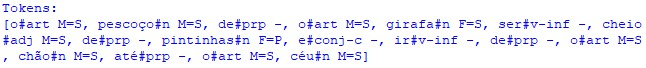 Tokens:
[o#art M=S, pescoço#n M=S, de#prp -, o#art M=S, girafa#n F=S, ser#v-inf -, cheio
#adj M=S, de#prp -, pintinhas#n F=P, e#conj-c -, ir#v-inf -, de#prp -, o#art M=S
, chão#n M=S, até#prp -, o#art M=S, céu#n M=S]